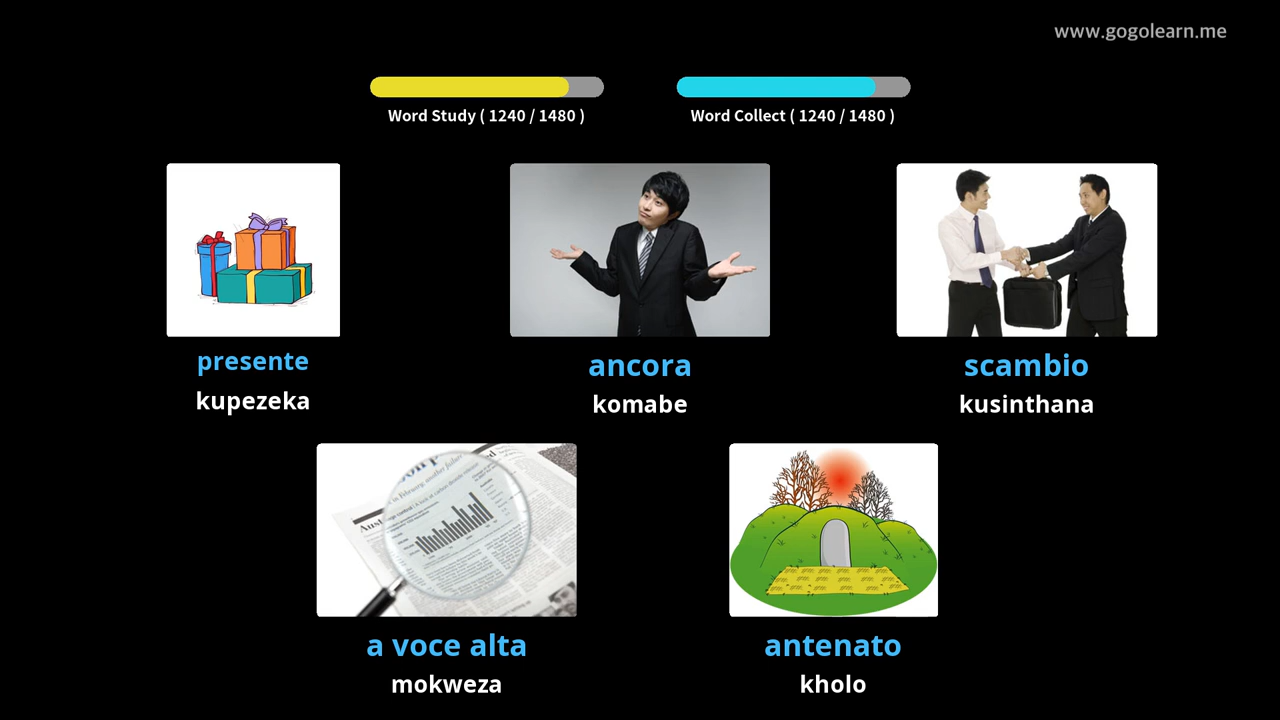 www.gogolearn.me
Word Study ( 1240 / 1480 )
Word Collect ( 1240 / 1480 )
presente
kupezeka
ancora
komabe
scambio
kusinthana
a voce alta
mokweza
antenato
kholo